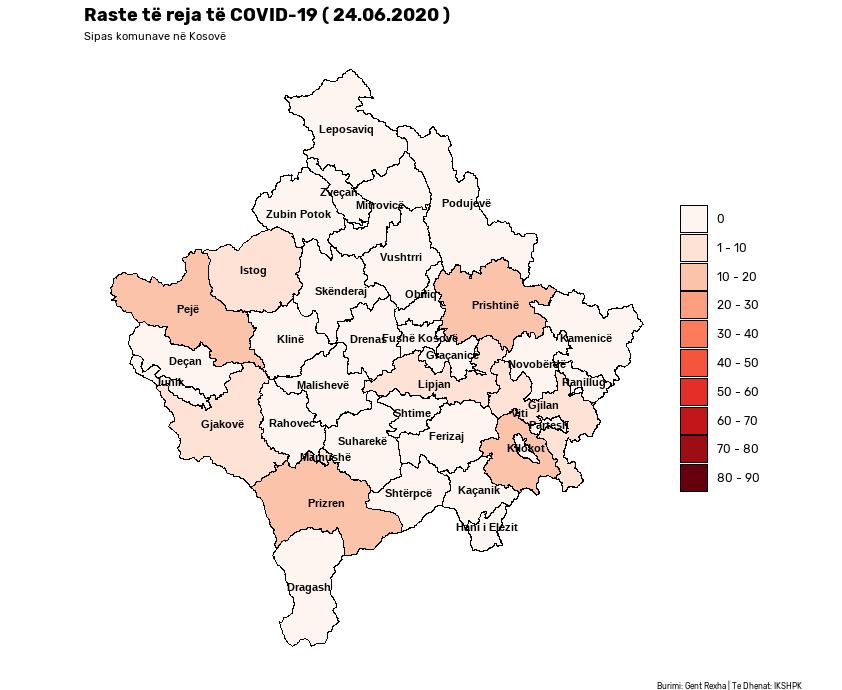 Raste të reja të COVID-19 ( 24.06.2020 )
Sipas komunave në Kosovë
Leposaviq
Zveçan
Mitrovicë
Zubin Potok
Podujevë
Vushtrri
Istog
Skënderaj
Obiliq
Pejë
Prishtinë
Klinë
Drenas
Fushë Kosovë
Kamenicë
Graçanicë
Deçan
Novobërdë
Junik
Malishevë
Lipjan
Ranillug
Gjilan
Shtime
Viti
Gjakovë
Rahovec
Partesh
Suharekë
Ferizaj
Kllokot
Mamushë
Kaçanik
Shtërpcë
Prizren
Hani i Elezit
Dragash
0
1 - 10
10 - 20
20 - 30
30 - 40
40 - 50
50 - 60
60 - 70
70 - 80
80 - 90
Burimi: Gent Rexha | Te Dhenat: IKSHPK